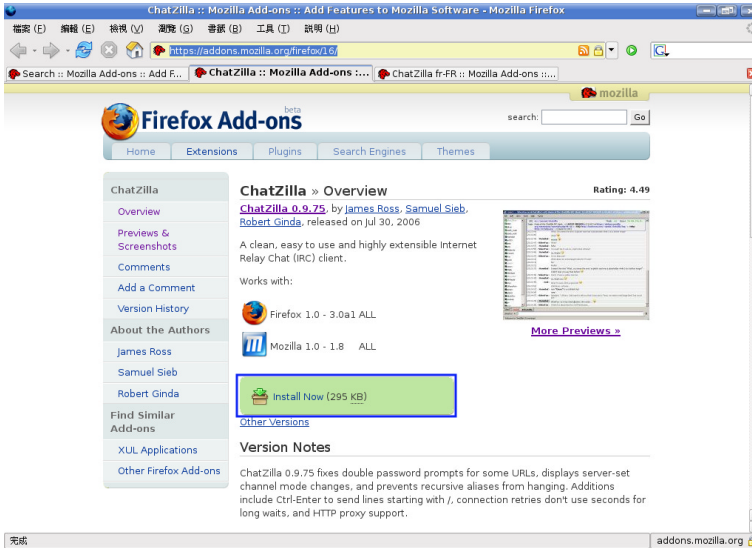 ChatZilla :: Mozilla Add-ons :: Add Features to Mozilla Software - Mozilla Firefox
檔案 (F) 編輯 (E) 檢視 (V) 瀏覽 (G) 書籤 (B) 工具 (T) 說明 (H)
https://addons.mozilla.org/firefox/16/
G
Search :: Mozilla Add-ons :: Add F... ChatZilla :: Mozilla Add-ons :... ChatZilla fr-FR :: Mozilla Add-ons ::...
mozilla
Firefox Add-ons beta
search: Go
Home Extensions Plugins Search Engines Themes
ChatZilla
Overview
Previews &
Screenshots
Comments
Add a Comment
Version History
About the Authors
James Ross
Samuel Sieb
Robert Ginda
Find Similar
Add-ons
XUL Applications
Other Firefox Add-ons
ChatZilla » Overview
Rating: 4.49
ChatZilla 0.9.75, by James Ross, Samuel Sieb,
Robert Ginda, released on Jul 30, 2006
A clean, easy to use and highly extensible Internet
Relay Chat (IRC) client.
Works with:
Firefox 1.0 - 3.0a1 ALL
Mozilla 1.0 - 1.8 ALL
More Previews »
Install Now (295 KB)
Other Versions
Version Notes
ChatZilla 0.9.75 fixes double password prompts for some URLs, displays server-set
channel mode changes, and prevents recursive aliases from hanging. Additions
include Ctrl-Enter to send lines starting with /, connection retries don't use seconds for
long waits, and HTTP proxy support.
完成
addons.mozilla.org